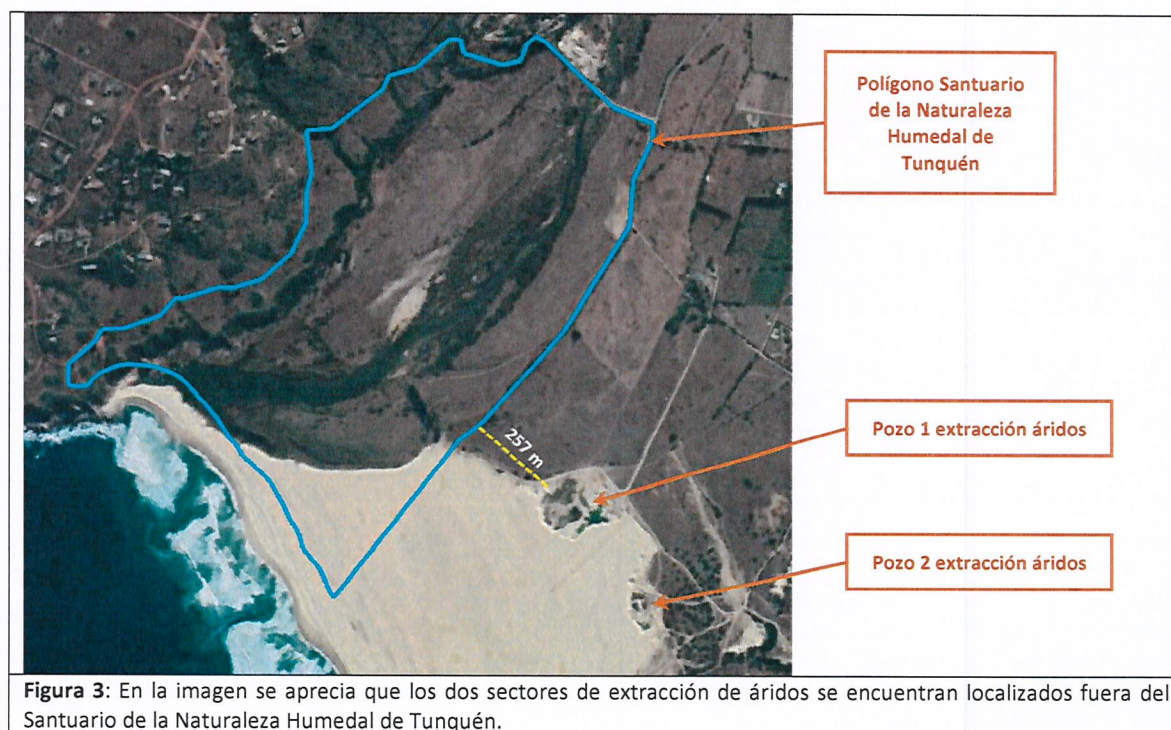 Polígono Santuario
de la Naturaleza
Humedal de
Tunquén
257 m
Pozo 1 extracción áridos
Pozo 2 extracción áridos
Figura 3: En la imagen se aprecia que los dos sectores de extracción de áridos se encuentran localizados fuera del
Santuario de la Naturaleza Humedal de Tunquén.